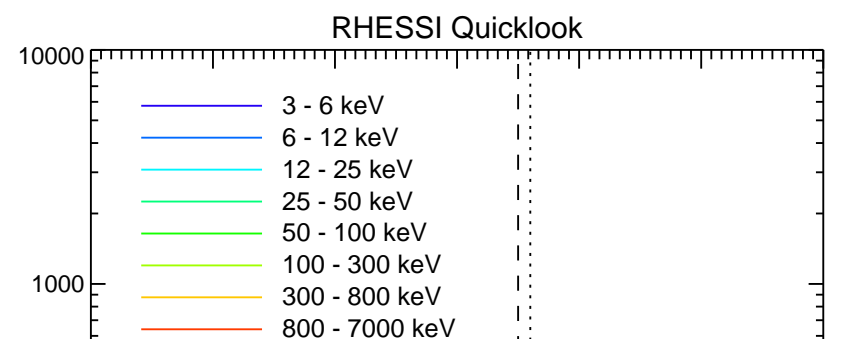 RHESSI Quicklook
10000
3 - 6 keV
6 - 12 keV
12 - 25 keV
25 - 50 keV
50 - 100 keV
100 - 300 keV
1000
300 - 800 keV
800 - 7000 keV